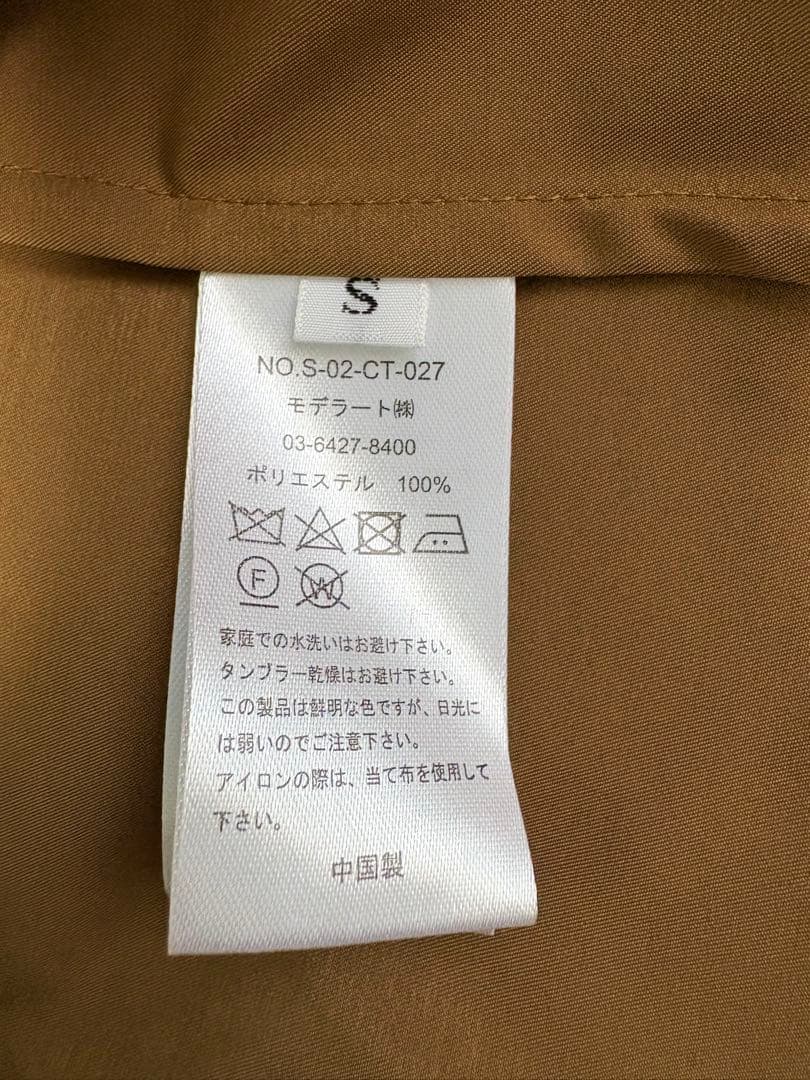 S
NO.S-02-CT-027
モデラート㈱
03-6427-8400
ポリエステル 100%
F
W
家庭での水洗いはお避け下さい。
タンブラー乾燥はお避け下さい。
この製品は鮮明な色ですが、日光に
は弱いのでご注意下さい。
アイロンの際は、当て布を使用して
下さい。
中国製